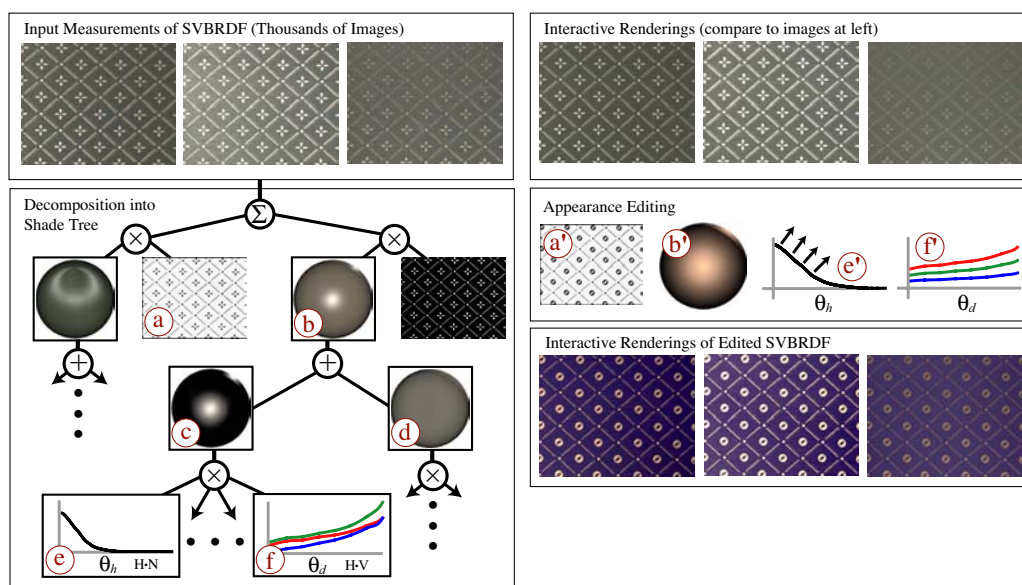 Input Measurements of SVBRDF (Thousands of Images)
Decomposition into
Shade Tree
Σ
×
×
a
b
+
+
c
d
×
×
e
θh H·N
f
θd H·V
Interactive Renderings (compare to images at left)
Appearance Editing
a'
b'
e'
θh
f'
θd
Interactive Renderings of Edited SVBRDF